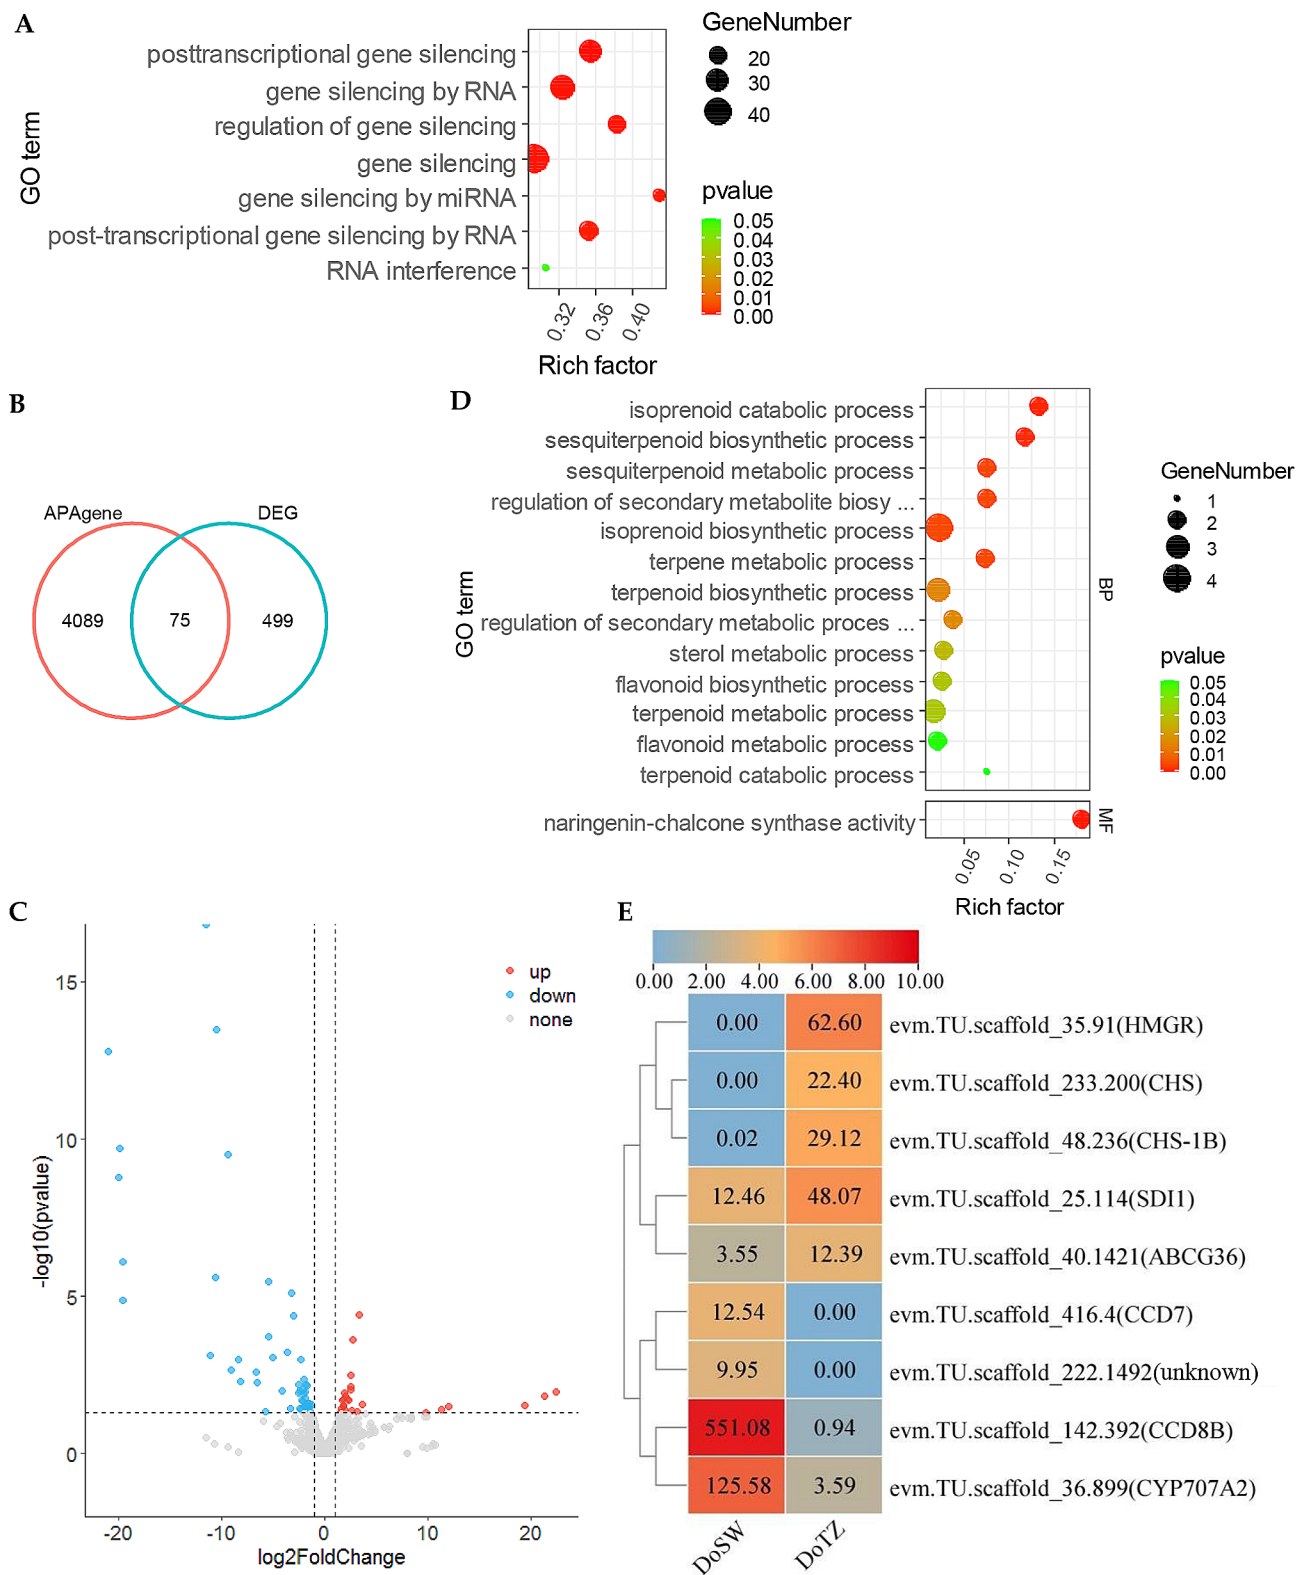 A
posttranscriptional gene silencing
gene silencing by RNA
regulation of gene silencing
gene silencing
gene silencing by miRNA
post-transcriptional gene silencing by RNA
RNA interference
GO term
0.32
0.36
0.40
Rich factor
GeneNumber
20
30
40
pvalue
0.05
0.04
0.03
0.02
0.01
0.00
B
APAgene
DEG
4089
75
499
D
isoprenoid catabolic process
sesquiterpenoid biosynthetic process
sesquiterpenoid metabolic process
regulation of secondary metabolite biosy ...
isoprenoid biosynthetic process
terpene metabolic process
terpenoid biosynthetic process
regulation of secondary metabolic proces ...
sterol metabolic process
flavonoid biosynthetic process
terpenoid metabolic process
flavonoid metabolic process
terpenoid catabolic process
naringenin-chalcone synthase activity
GO term
BP
MF
0.05
0.10
0.15
Rich factor
GeneNumber
1
2
3
4
pvalue
0.05
0.04
0.03
0.02
0.01
0.00
C
15
10
5
0
-log10(pvalue)
-20
-10
0
10
20
log2FoldChange
up
down
none
E
0.00 2.00 4.00 6.00 8.00 10.00
0.00 62.60 evm.TU.scaffold_35.91(HMGR)
0.00 22.40 evm.TU.scaffold_233.200(CHS)
0.02 29.12 evm.TU.scaffold_48.236(CHS-1B)
12.46 48.07 evm.TU.scaffold_25.114(SDI1)
3.55 12.39 evm.TU.scaffold_40.1421(ABCG36)
12.54 0.00 evm.TU.scaffold_416.4(CCD7)
9.95 0.00 evm.TU.scaffold_222.1492(unknown)
551.08 0.94 evm.TU.scaffold_142.392(CCD8B)
125.58 3.59 evm.TU.scaffold_36.899(CYP707A2)
DoSW
DoTZ